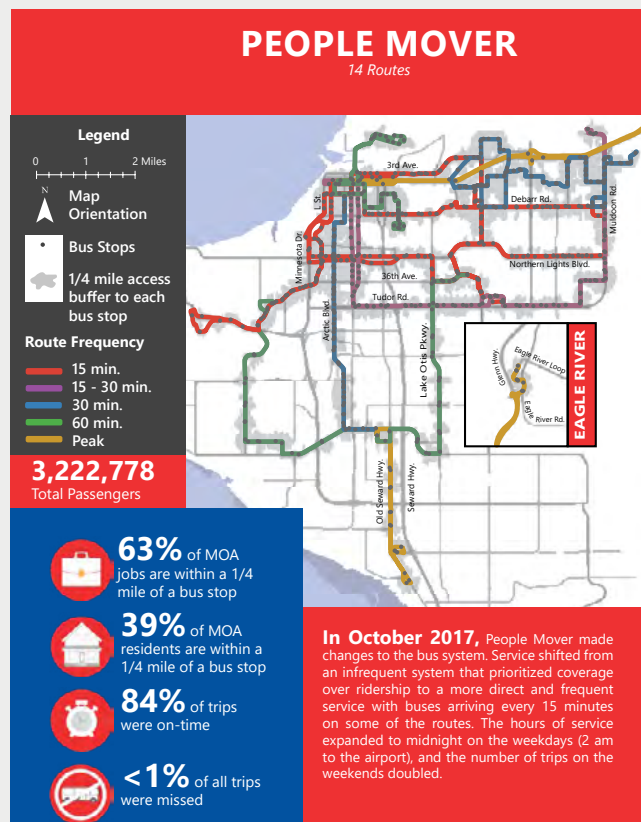 PEOPLE MOVER
14 Routes
Legend
0 1 2 Miles
N
Map
Orientation
Bus Stops
1/4 mile access
buffer to each
bus stop
Route Frequency
15 min.
15 - 30 min.
30 min.
60 min.
Peak
3rd Ave.
L St.
Debarr Rd.
Muldoon Rd.
Minnesota Dr.
Northern Lights Blvd.
36th Ave.
Tudor Rd.
Arctic Blvd.
Lake Otis Pkwy.
Old Seward Hwy.
Seward Hwy.
Glenn Hwy.
Eagle River Loop
Eagle
River Rd.
EAGLE RIVER
3,222,778
Total Passengers
63% of MOA
jobs are within a 1/4
mile of a bus stop
39% of MOA
residents are within a
1/4 mile of a bus stop
84% of trips
were on-time
<1% of all trips
were missed
In October 2017, People Mover made
changes to the bus system. Service shifted from
an infrequent system that prioritized coverage
over ridership to a more direct and frequent
service with buses arriving every 15 minutes
on some of the routes. The hours of service
expanded to midnight on the weekdays (2 am
to the airport), and the number of trips on the
weekends doubled.